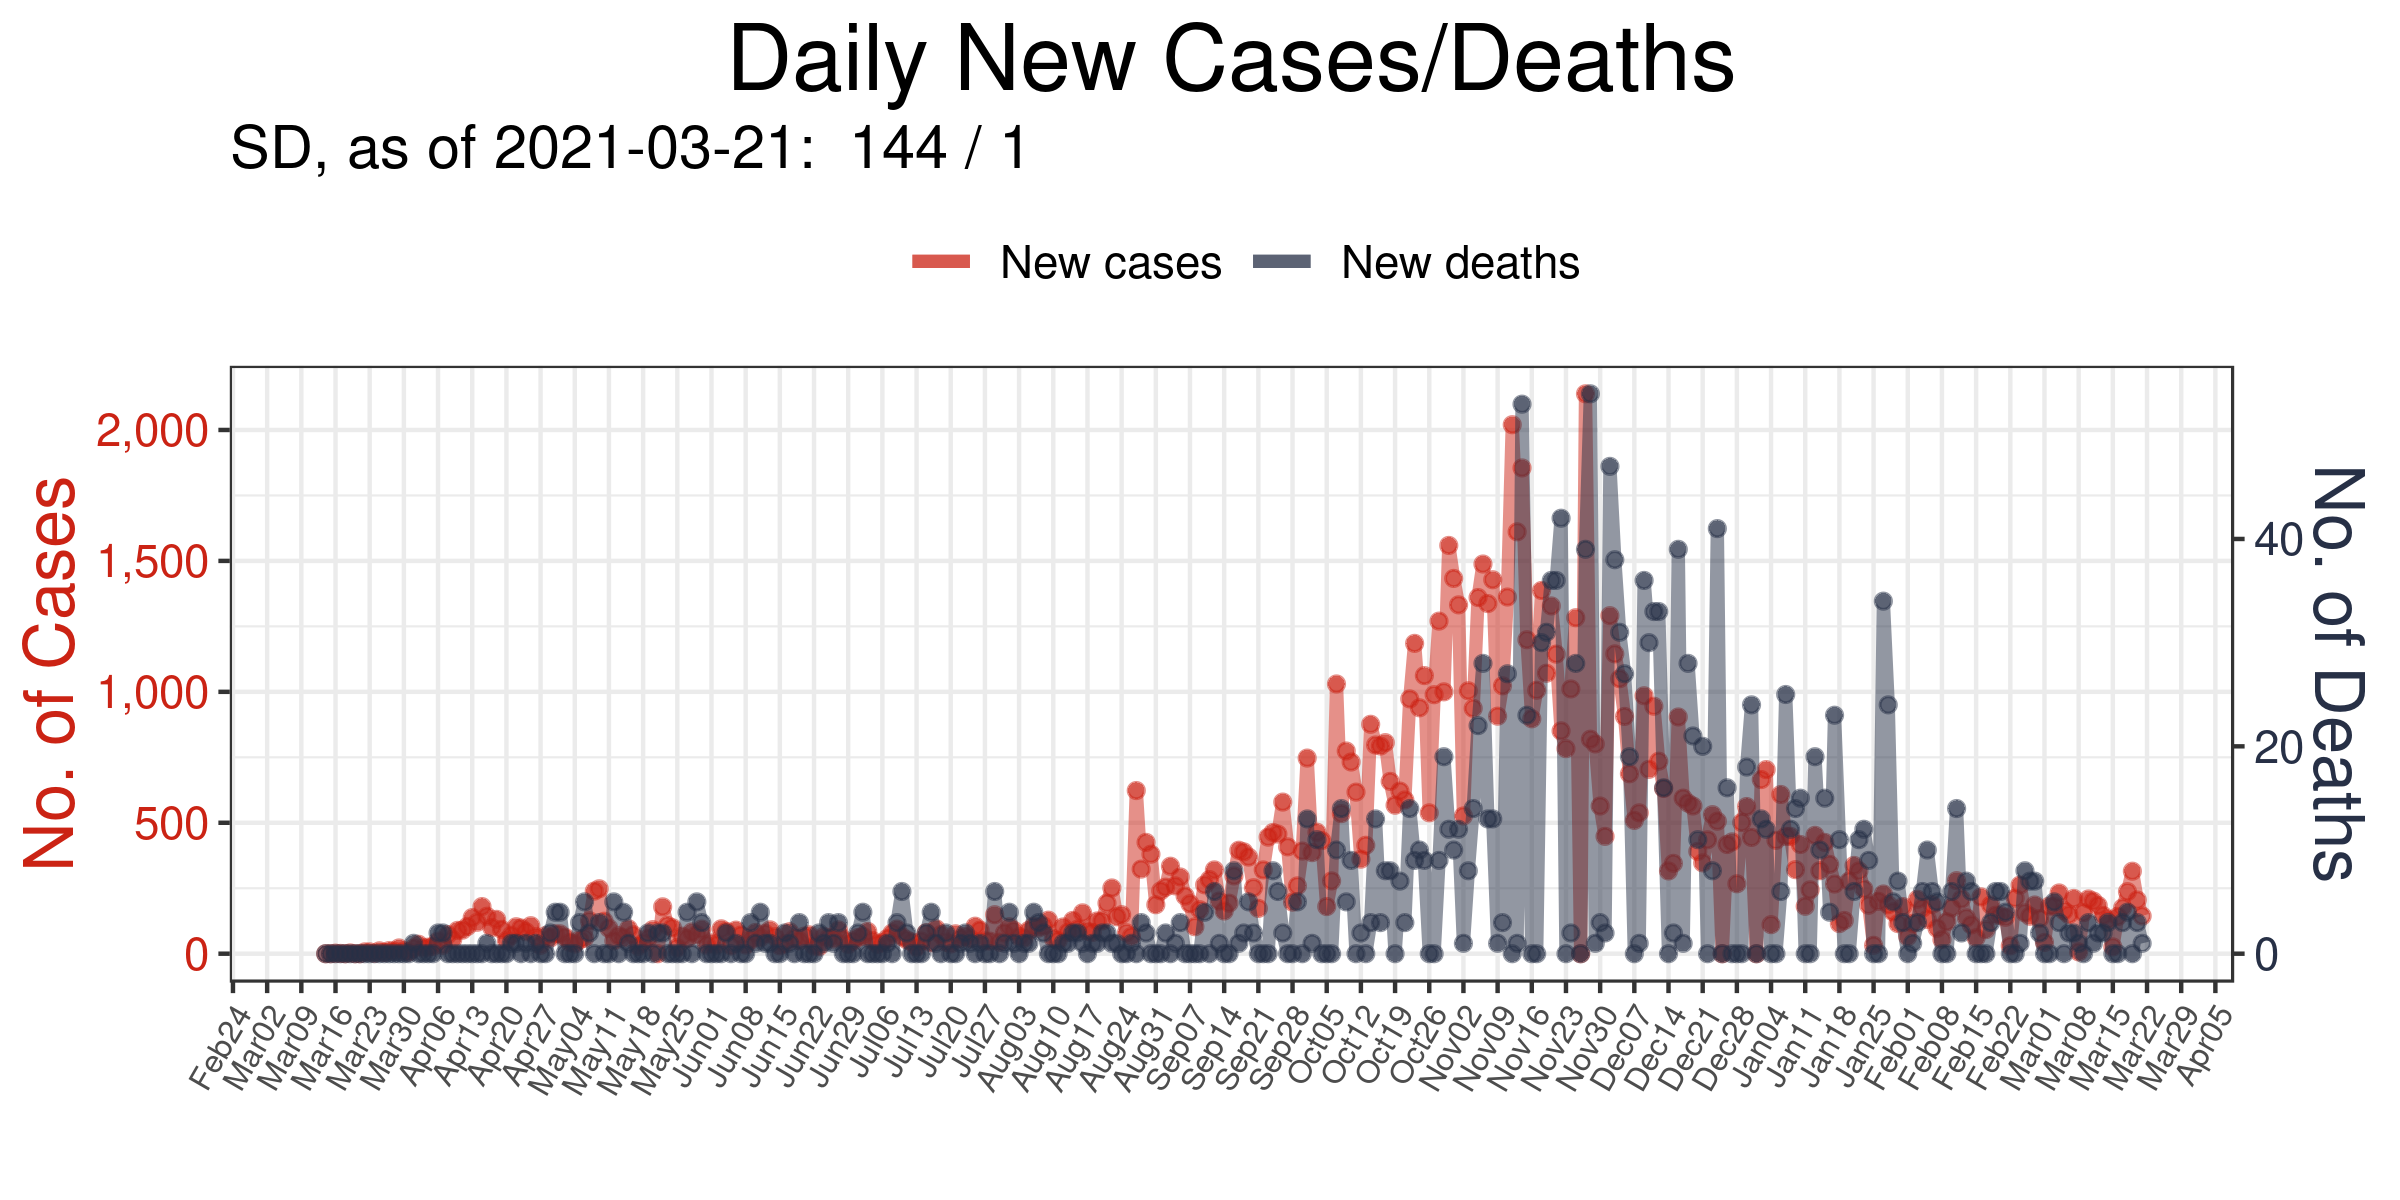 Daily New Cases/Deaths
SD, as of 2021-03-21:  144 / 1
New cases
New deaths
No. of Cases
2,000
1,500
1,000
500
0
No. of Deaths
40
20
0
Feb24
Mar02
Mar09
Mar16
Mar23
Mar30
Apr06
Apr13
Apr20
Apr27
May04
May11
May18
May25
Jun01
Jun08
Jun15
Jun22
Jun29
Jul06
Jul13
Jul20
Jul27
Aug03
Aug10
Aug17
Aug24
Aug31
Sep07
Sep14
Sep21
Sep28
Oct05
Oct12
Oct19
Oct26
Nov02
Nov09
Nov16
Nov23
Nov30
Dec07
Dec14
Dec21
Dec28
Jan04
Jan11
Jan18
Jan25
Feb01
Feb08
Feb15
Feb22
Mar01
Mar08
Mar15
Mar22
Mar29
Apr05